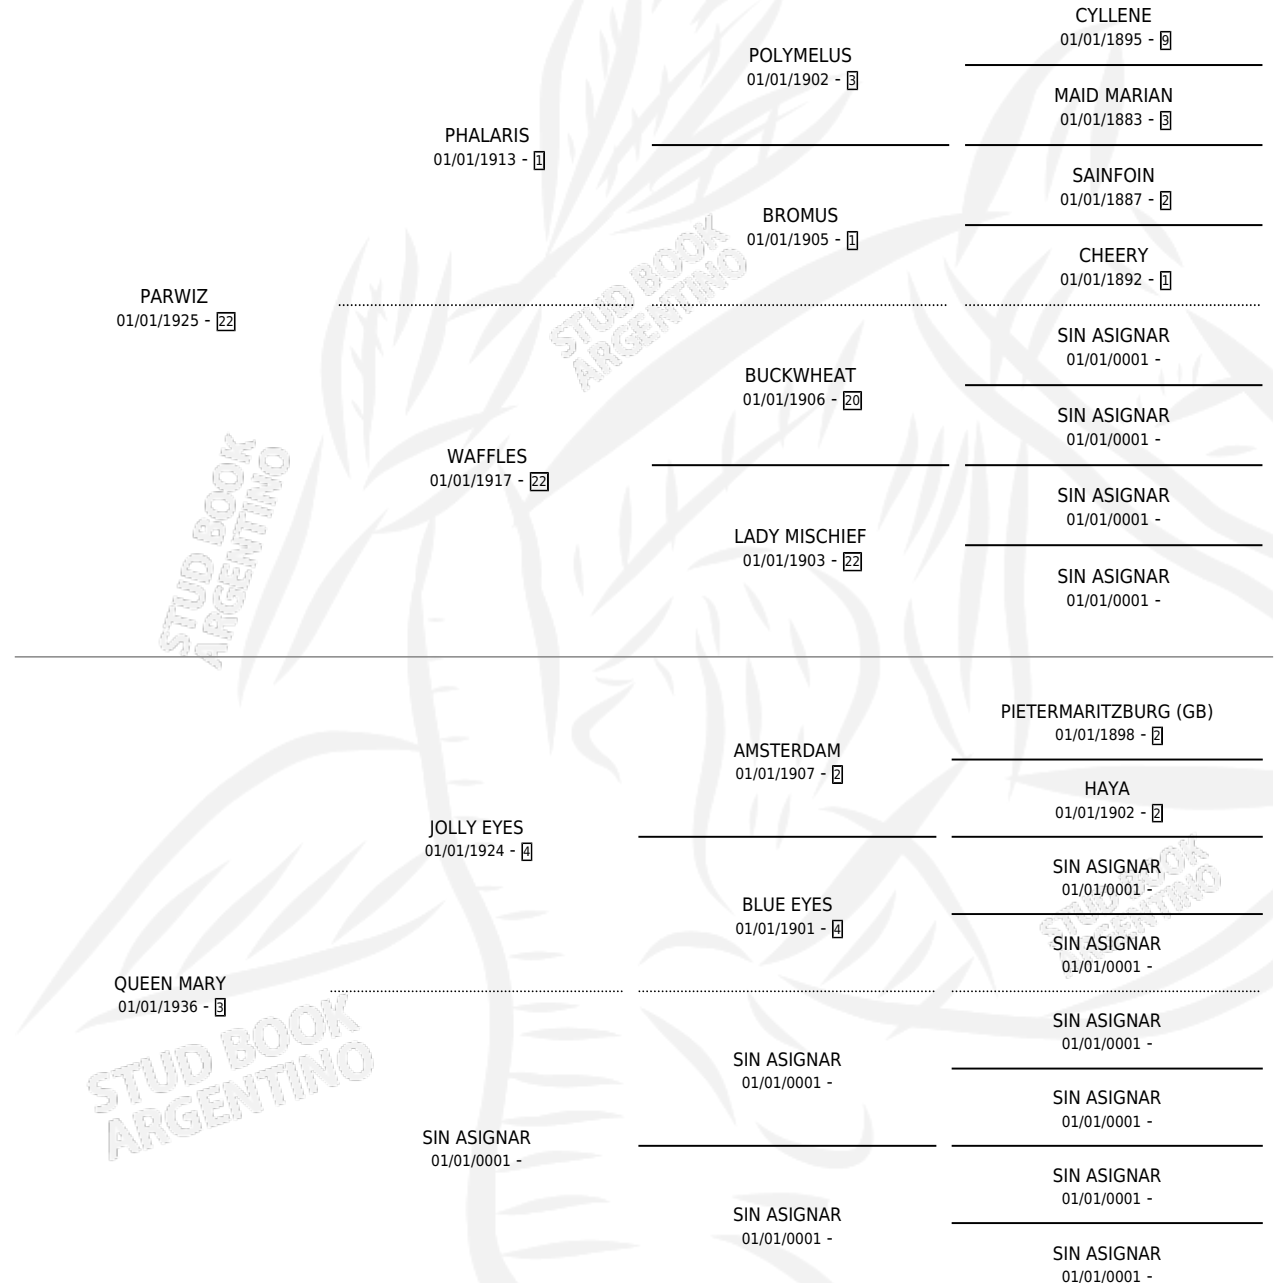 CYLLENE
01/01/1895 - 9
POLYMELUS
01/01/1902 - 3
MAID MARIAN
01/01/1883 - 3
PHALARIS
01/01/1913 - 1
SAINFOIN
01/01/1887 - 2
BROMUS
01/01/1905 - 1
CHEERY
01/01/1892 - 1
PARWIZ
01/01/1925 - 22
SIN ASIGNAR
01/01/0001 -
BUCKWHEAT
01/01/1906 - 20
SIN ASIGNAR
01/01/0001 -
WAFFLES
01/01/1917 - 22
SIN ASIGNAR
01/01/0001 -
LADY MISCHIEF
01/01/1903 - 22
SIN ASIGNAR
01/01/0001 -
PIETERMARITZBURG (GB)
01/01/1898 - 2
AMSTERDAM
01/01/1907 - 2
HAYA
01/01/1902 - 2
JOLLY EYES
01/01/1924 - 4
SIN ASIGNAR
01/01/0001 -
BLUE EYES
01/01/1901 - 4
SIN ASIGNAR
01/01/0001 -
QUEEN MARY
01/01/1936 - 3
SIN ASIGNAR
01/01/0001 -
SIN ASIGNAR
01/01/0001 -
SIN ASIGNAR
01/01/0001 -
SIN ASIGNAR
01/01/0001 -
SIN ASIGNAR
01/01/0001 -
SIN ASIGNAR
01/01/0001 -
SIN ASIGNAR
01/01/0001 -
STUD BOOK
ARGENTINO
STUD BOOK
ARGENTINO
STUD BOOK
ARGENTINO
STUD BOOK
ARGENTINO